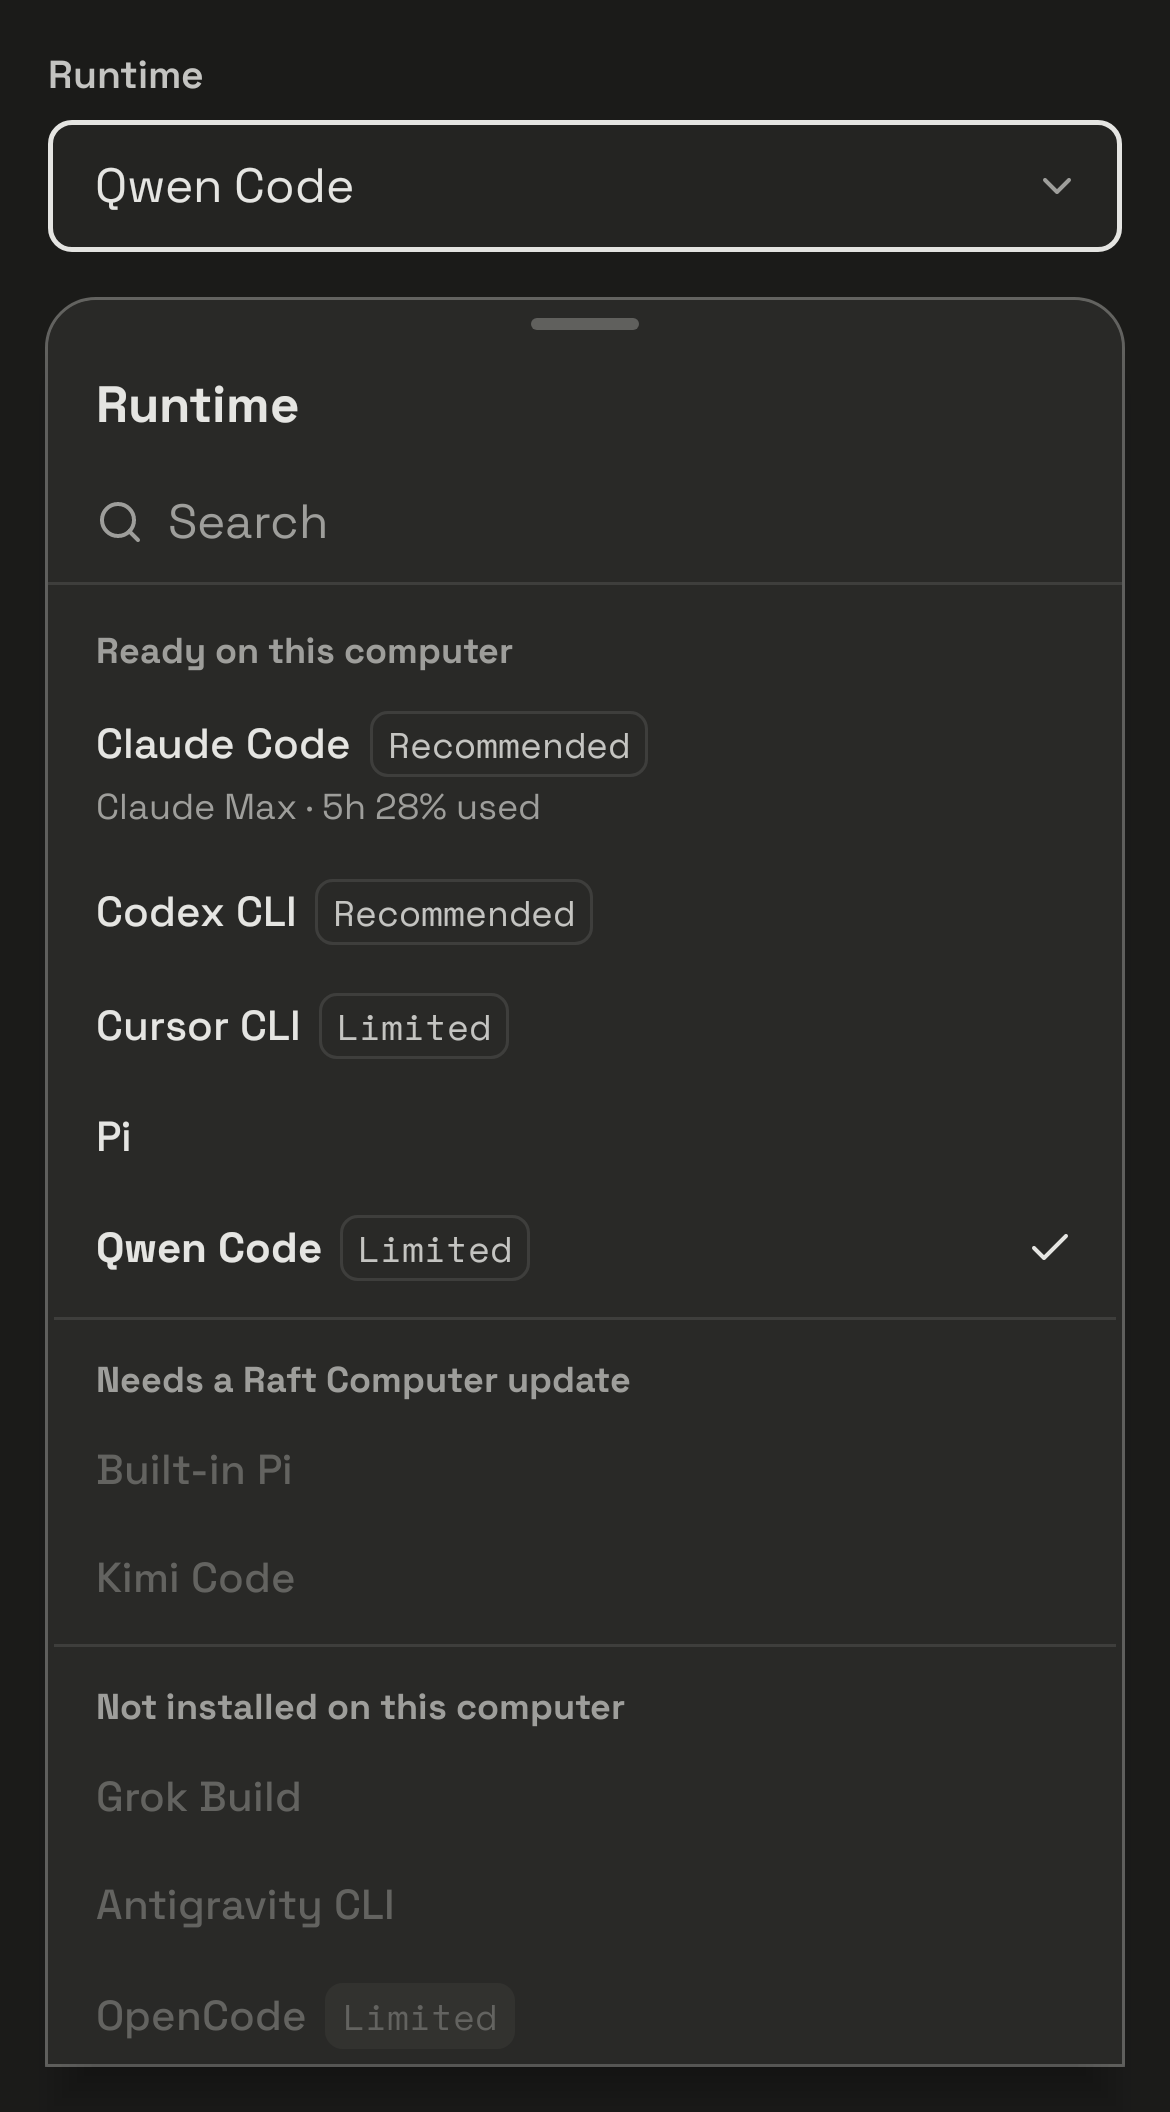 Runtime
Qwen Code
Runtime
Search
Ready on this computer
Claude Code Recommended
Claude Max · 5h 28% used
Codex CLI Recommended
Cursor CLI Limited
Pi
Qwen Code Limited
Needs a Raft Computer update
Built-in Pi
Kimi Code
Not installed on this computer
Grok Build
Antigravity CLI
OpenCode Limited